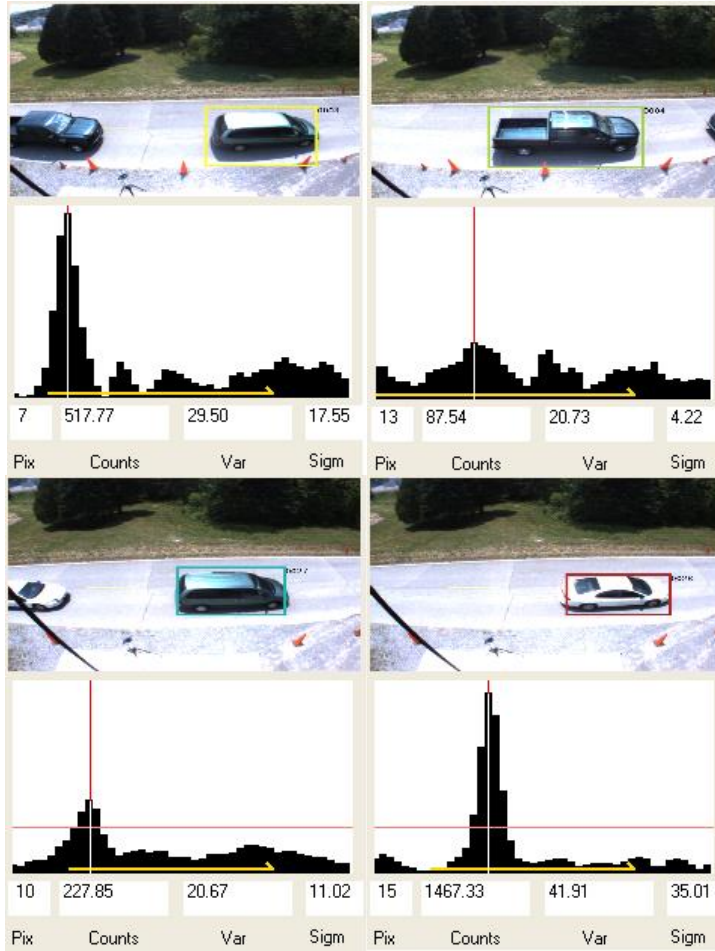 0004
7 517.77 29.50 17.55
Pix Counts Var Sigm
13 87.54 20.73 4.22
Pix Counts Var Sigm
10 227.85 20.67 11.02
Pix Counts Var Sigm
15 1467.33 41.91 35.01
Pix Counts Var Sigm